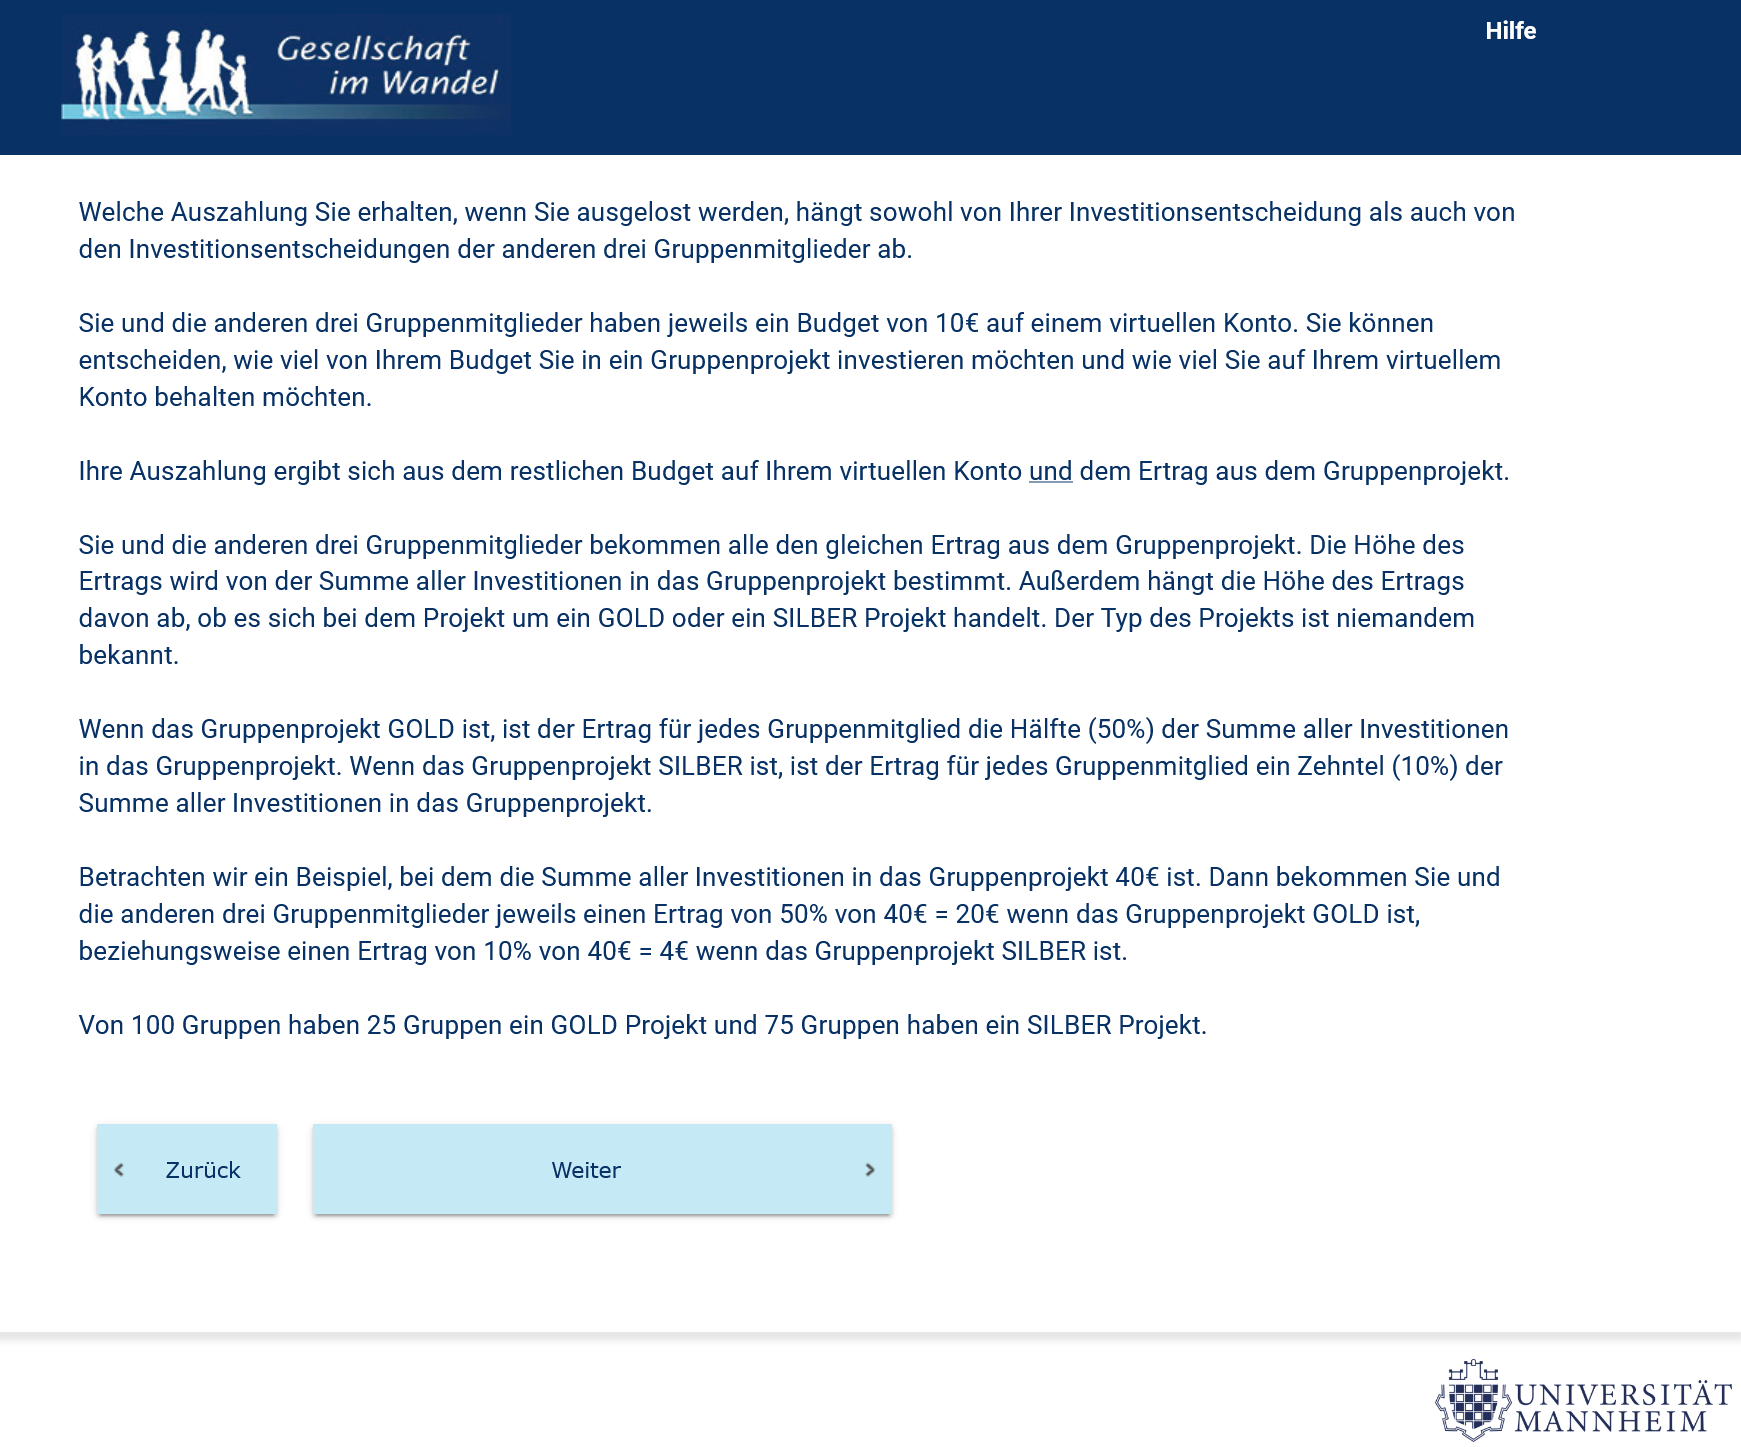 Gesellschaft
im Wandel
Hilfe
Welche Auszahlung Sie erhalten, wenn Sie ausgelost werden, hängt sowohl von Ihrer Investitionsentscheidung als auch von
den Investitionsentscheidungen der anderen drei Gruppenmitglieder ab.
Sie und die anderen drei Gruppenmitglieder haben jeweils ein Budget von 10€ auf einem virtuellen Konto. Sie können
entscheiden, wie viel von Ihrem Budget Sie in ein Gruppenprojekt investieren möchten und wie viel Sie auf Ihrem virtuellem
Konto behalten möchten.
Ihre Auszahlung ergibt sich aus dem restlichen Budget auf Ihrem virtuellen Konto und dem Ertrag aus dem Gruppenprojekt.
Sie und die anderen drei Gruppenmitglieder bekommen alle den gleichen Ertrag aus dem Gruppenprojekt. Die Höhe des
Ertrags wird von der Summe aller Investitionen in das Gruppenprojekt bestimmt. Außerdem hängt die Höhe des Ertrags
davon ab, ob es sich bei dem Projekt um ein GOLD oder ein SILBER Projekt handelt. Der Typ des Projekts ist niemandem
bekannt.
Wenn das Gruppenprojekt GOLD ist, ist der Ertrag für jedes Gruppenmitglied die Hälfte (50%) der Summe aller Investitionen
in das Gruppenprojekt. Wenn das Gruppenprojekt SILBER ist, ist der Ertrag für jedes Gruppenmitglied ein Zehntel (10%) der
Summe aller Investitionen in das Gruppenprojekt.
Betrachten wir ein Beispiel, bei dem die Summe aller Investitionen in das Gruppenprojekt 40€ ist. Dann bekommen Sie und
die anderen drei Gruppenmitglieder jeweils einen Ertrag von 50% von 40€ = 20€ wenn das Gruppenprojekt GOLD ist,
beziehungsweise einen Ertrag von 10% von 40€ = 4€ wenn das Gruppenprojekt SILBER ist.
Von 100 Gruppen haben 25 Gruppen ein GOLD Projekt und 75 Gruppen haben ein SILBER Projekt.
Zurück
Weiter
UNIVERSITÄT
MANNHEIM